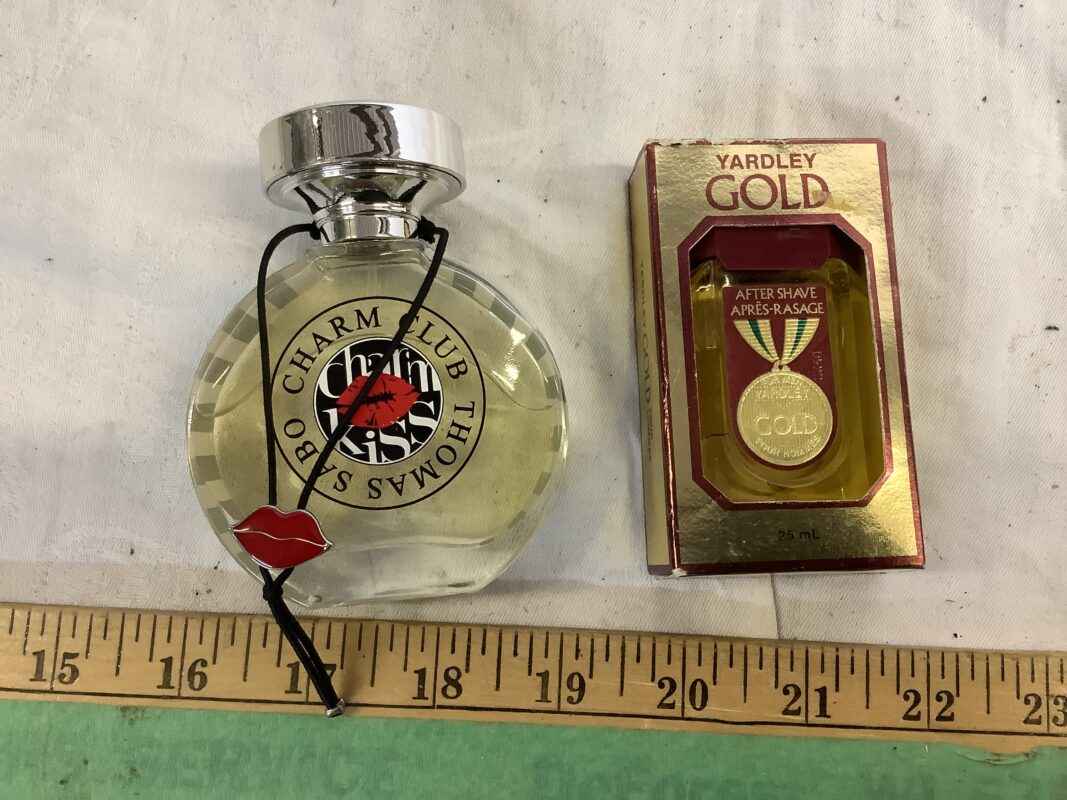 CHARM CLUB THOMAS SABO
Charm
Kiss
YARDLEY
GOLD
AFTER SHAVE
APRÈS-RASAGE
YARDLEY
GOLD
25 mL
15 16 17 18 19 20 21 22 23